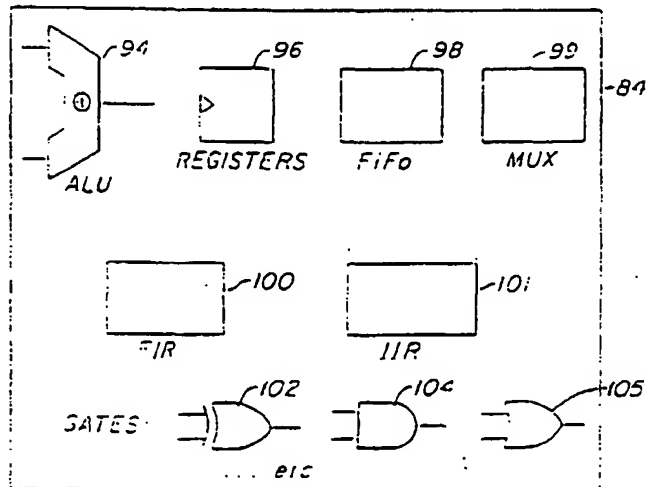 94 96 98 99
84
ALU REGISTERS FiFo MUX
100 101
FIR IIR
102 104 105
GATES
... etc